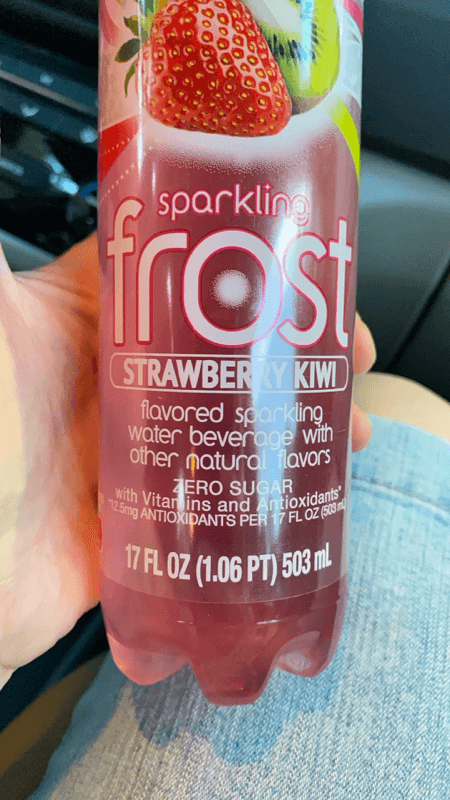 sparkling
frost
STRAWBERRY KIWI
flavored sparkling
water beverage with
other natural flavors
ZERO SUGAR
with Vitamins and Antioxidants*
*12.5mg ANTIOXIDANTS PER 17 FL OZ (503 mL)
17 FL OZ (1.06 PT) 503 mL